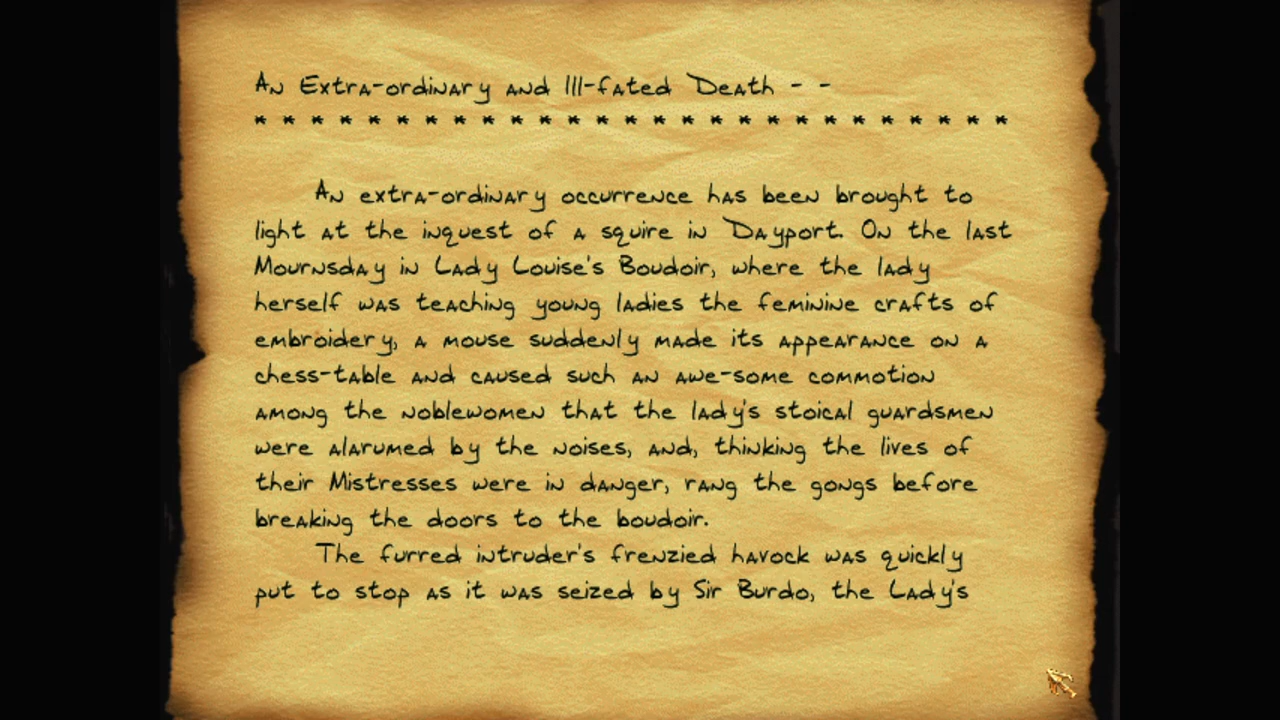 An Extra-ordinary and Ill-fated Death - -
* * * * * * * * * * * * * * * * * * * * * * * * * * *
An extra-ordinary occurrence has been brought to
light at the inquest of a squire in Dayport. On the last
Mournsday in Lady Louise's Boudoir, where the lady
herself was teaching young ladies the feminine crafts of
embroidery, a mouse suddenly made its appearance on a
chess-table and caused such an awe-some commotion
among the noblewomen that the lady's stoical guardsmen
were alarumed by the noises, and, thinking the lives of
their Mistresses were in danger, rang the gongs before
breaking the doors to the boudoir.
The furred intruder's frenzied havock was quickly
put to stop as it was seized by Sir Burdo, the Lady's